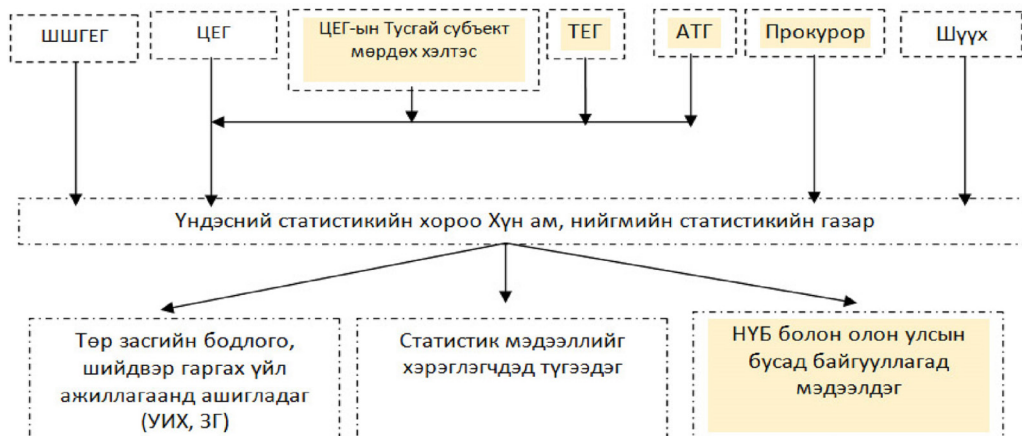 ШШГЕГ
ЦЕГ
ЦЕГ-ын Тусгай субъект
мөрдөх хэлтэс
ТЕГ
АТГ
Прокурор
Шүүх
Үндэсний статистикийн хороо Хүн ам, нийгмийн статистикийн газар
Төр засгийн бодлого,
шийдвэр гаргах үйл
ажиллагаанд ашигладаг
(УИХ, ЗГ)
Статистик мэдээллийг
хэрэглэгчдэд түгээдэг
НҮБ болон олон улсын
бусад байгууллагад
мэдээлдэг